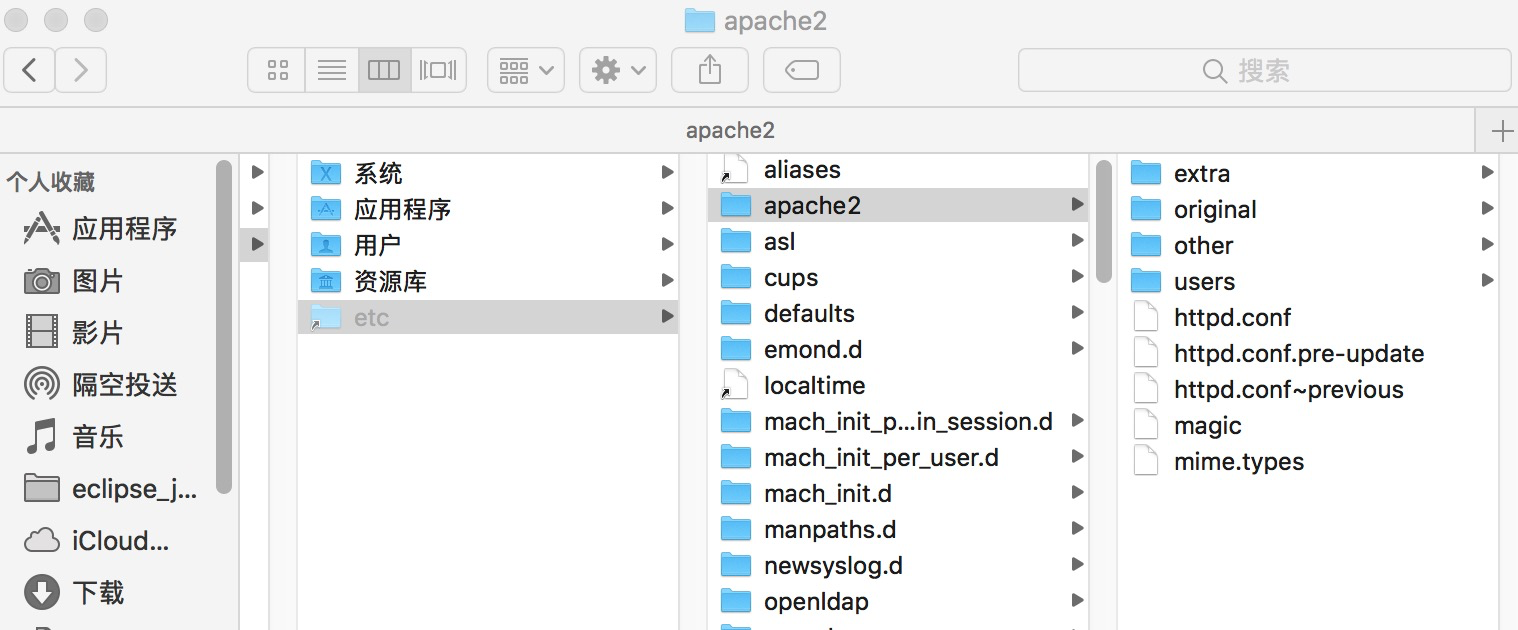 apache2
搜索
apache2
个人收藏
应用程序
图片
影片
隔空投送
音乐
eclipse_j...
iCloud...
下载
系统
应用程序
用户
资源库
etc
aliases
apache2
asl
cups
defaults
emond.d
localtime
mach_init_p...in_session.d
mach_init_per_user.d
mach_init.d
manpaths.d
newsyslog.d
openldap
extra
original
other
users
httpd.conf
httpd.conf.pre-update
httpd.conf~previous
magic
mime.types